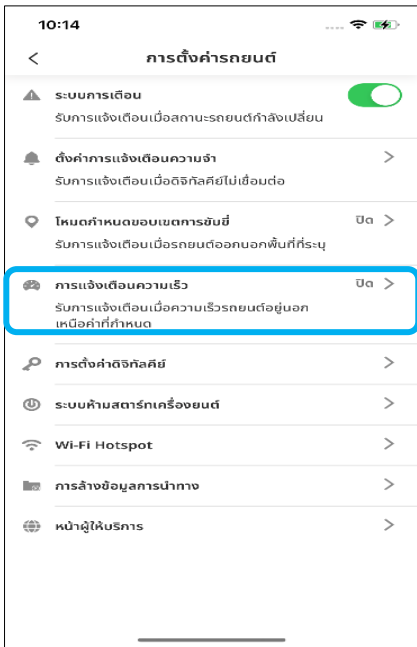 10:14
การตั้งค่ารถยนต์
ระบบการเตือน
รับการแจ้งเตือนเมื่อสถานะรถยนต์กำลังเปลี่ยน
ตั้งค่าการแจ้งเตือนความจำ
รับการแจ้งเตือนเมื่อดิจิทัลคีย์ไม่เชื่อมต่อ
โหมดกำหนดขอบเขตการขับขี่ ปิด
รับการแจ้งเตือนเมื่อรถยนต์ออกนอกพื้นที่ที่ระบุ
การแจ้งเตือนความเร็ว ปิด
รับการแจ้งเตือนเมื่อความเร็วรถยนต์อยู่นอก
เหนือค่าที่กำหนด
การตั้งค่าดิจิทัลคีย์
ระบบห้ามสตาร์ทเครื่องยนต์
Wi-Fi Hotspot
การล้างข้อมูลการนำทาง
หน้าผู้ให้บริการ